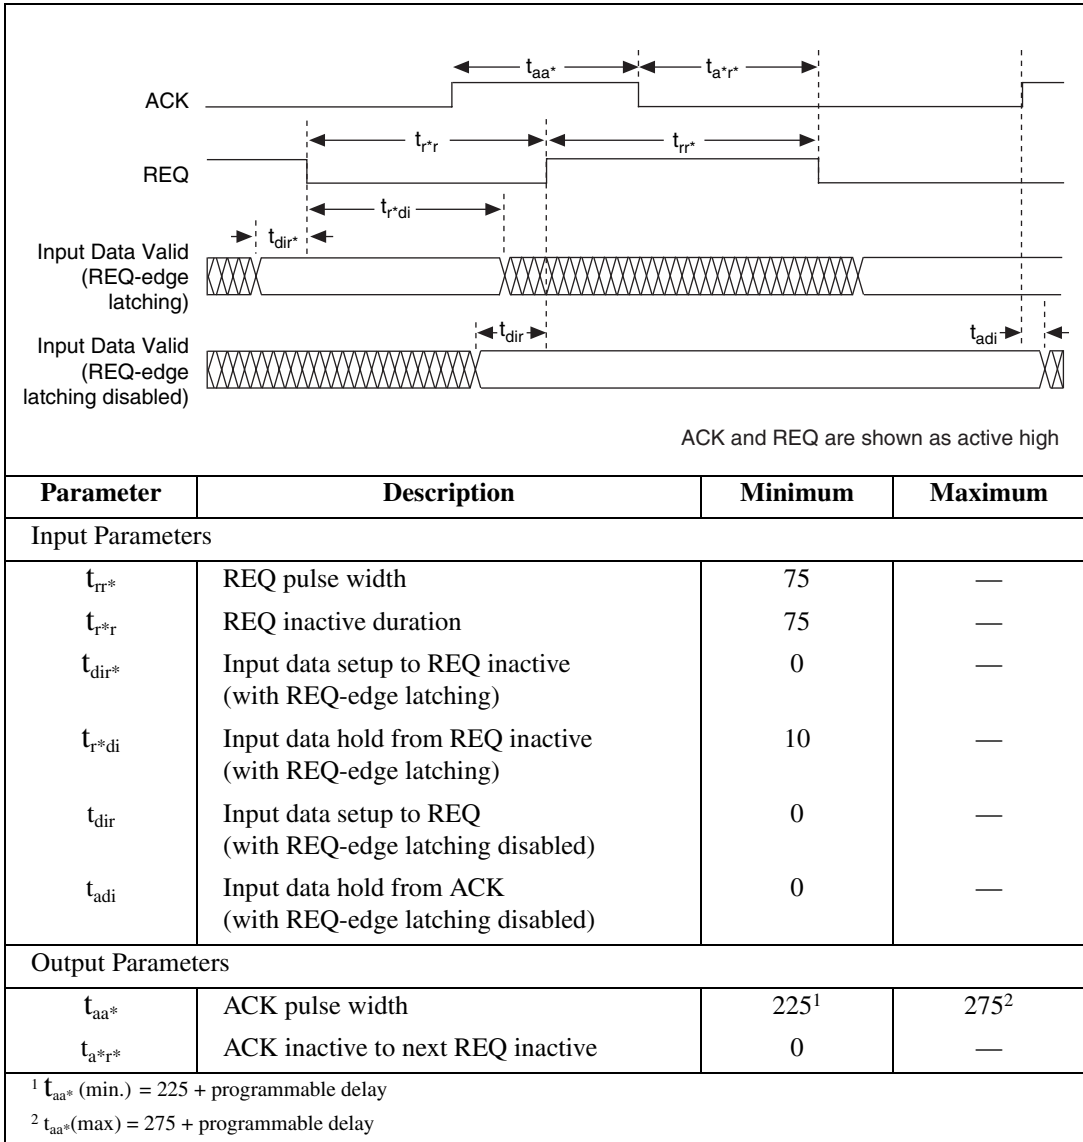 t_aa*
t_a*r*
ACK
t_r*r
t_rr*
REQ
t_r*di
t_dir*
Input Data Valid
(REQ-edge
latching)
t_dir
t_adi
Input Data Valid
(REQ-edge
latching disabled)
ACK and REQ are shown as active high
Parameter Description Minimum Maximum
Input Parameters
t_rr* REQ pulse width 75 —
t_r*r REQ inactive duration 75 —
t_dir* Input data setup to REQ inactive 0 —
(with REQ-edge latching)
t_r*di Input data hold from REQ inactive 10 —
(with REQ-edge latching)
t_dir Input data setup to REQ 0 —
(with REQ-edge latching disabled)
t_adi Input data hold from ACK 0 —
(with REQ-edge latching disabled)
Output Parameters
t_aa* ACK pulse width 225¹ 275²
t_a*r* ACK inactive to next REQ inactive 0 —
¹ t_aa* (min.) = 225 + programmable delay
² t_aa*(max) = 275 + programmable delay